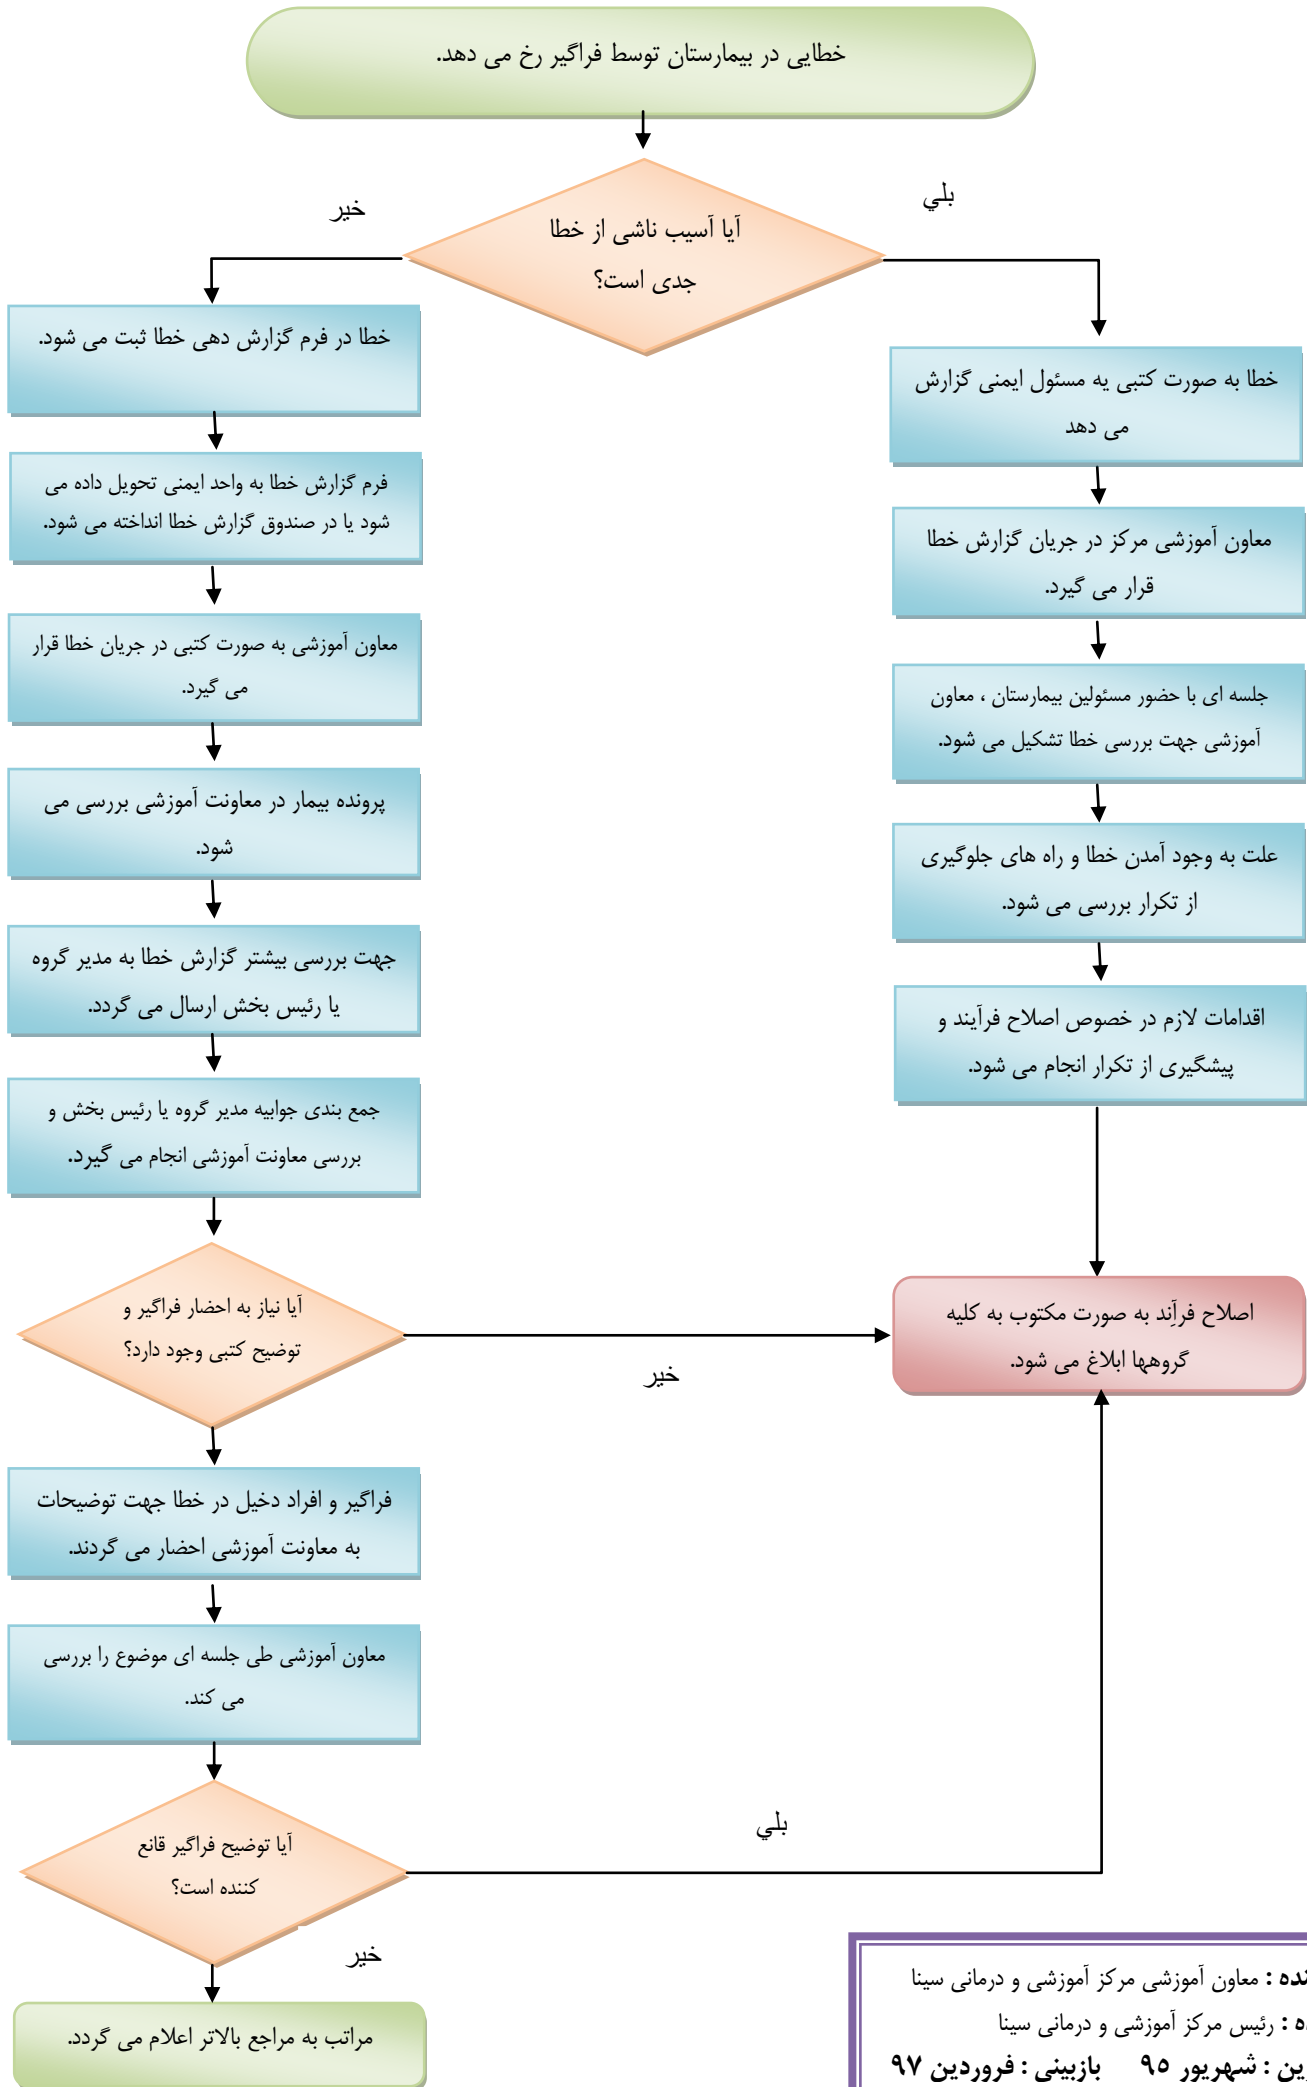 خطایی در بیمارستان توسط فراگیر رخ می دهد.
آیا آسیب ناشی از خطا
جدی است؟
بلي
خیر
خطا به صورت کتبی یه مسئول ایمنی گزارش
می دهد
معاون آموزشی مرکز در جریان گزارش خطا
قرار می گیرد.
جلسه ای با حضور مسئولین بیمارستان ، معاون
آموزشی جهت بررسی خطا تشکیل می شود.
علت به وجود آمدن خطا و راه های جلوگیری
از تکرار بررسی می شود.
اقدامات لازم در خصوص اصلاح فرآیند و
پیشگیری از تکرار انجام می شود.
اصلاح فرآِند به صورت مکتوب به کلیه
گروهها ابلاغ می شود.
خطا در فرم گزارش دهی خطا ثبت می شود.
فرم گزارش خطا به واحد ایمنی تحویل داده می
شود یا در صندوق گزارش خطا انداخته می شود.
معاون آموزشی به صورت کتبی در جریان خطا قرار
می گیرد.
پرونده بیمار در معاونت آموزشی بررسی می
شود.
جهت بررسی بیشتر گزارش خطا به مدیر گروه
یا رئیس بخش ارسال می گردد.
جمع بندی جوابیه مدیر گروه یا رئیس بخش و
بررسی معاونت آموزشی انجام می گیرد.
آیا نیاز به احضار فراگیر و
توضیح کتبی وجود دارد؟
خیر
فراگیر و افراد دخیل در خطا جهت توضیحات
به معاونت آموزشی احضار می گردند.
معاون آموزشی طی جلسه ای موضوع را بررسی
می کند.
آیا توضیح فراگیر قانع
کننده است؟
بلي
خیر
مراتب به مراجع بالاتر اعلام می گردد.
: معاون آموزشی مرکز آموزشی و درمانی سینا
: رئیس مرکز آموزشی و درمانی سینا
: شهریور ۹۵ بازبینی : فروردین ۹۷